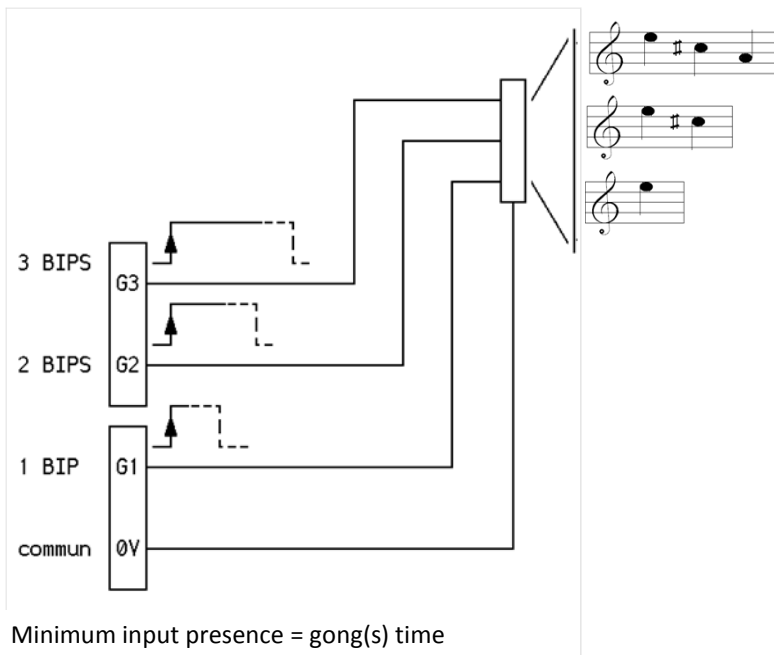 3 BIPS
G3
2 BIPS
G2
1 BIP
G1
commun
0V
Minimum input presence = gong(s) time